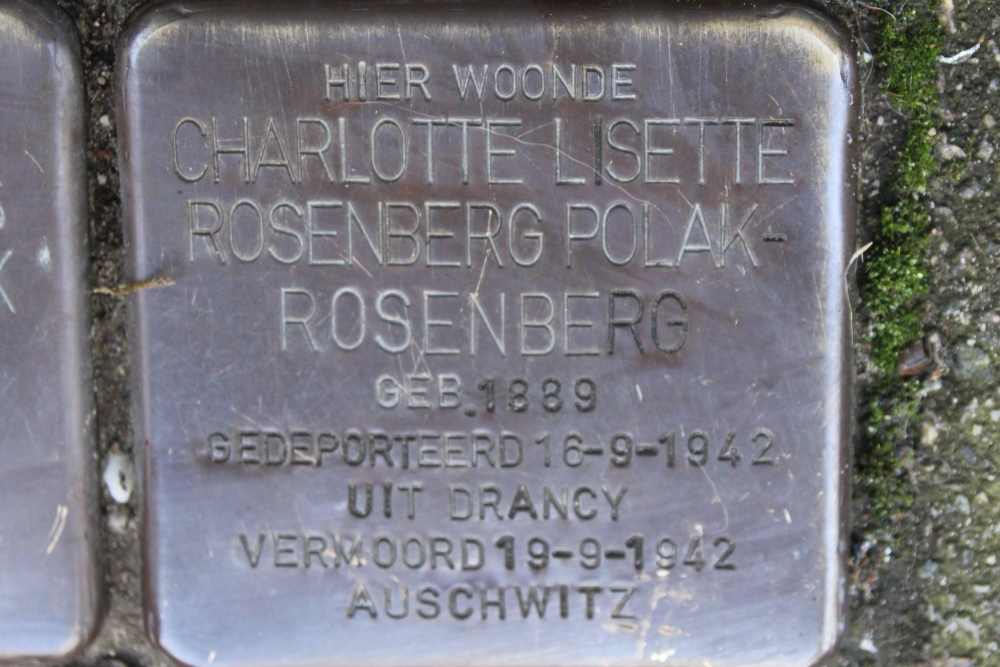 HIER WOONDE
CHARLOTTE LISETTE
ROSENBERG POLAK-
ROSENBERG
GEB. 1889
GEDEPORTEERD 16-9-1942
UIT DRANCY
VERMOORD 19-9-1942
AUSCHWITZ